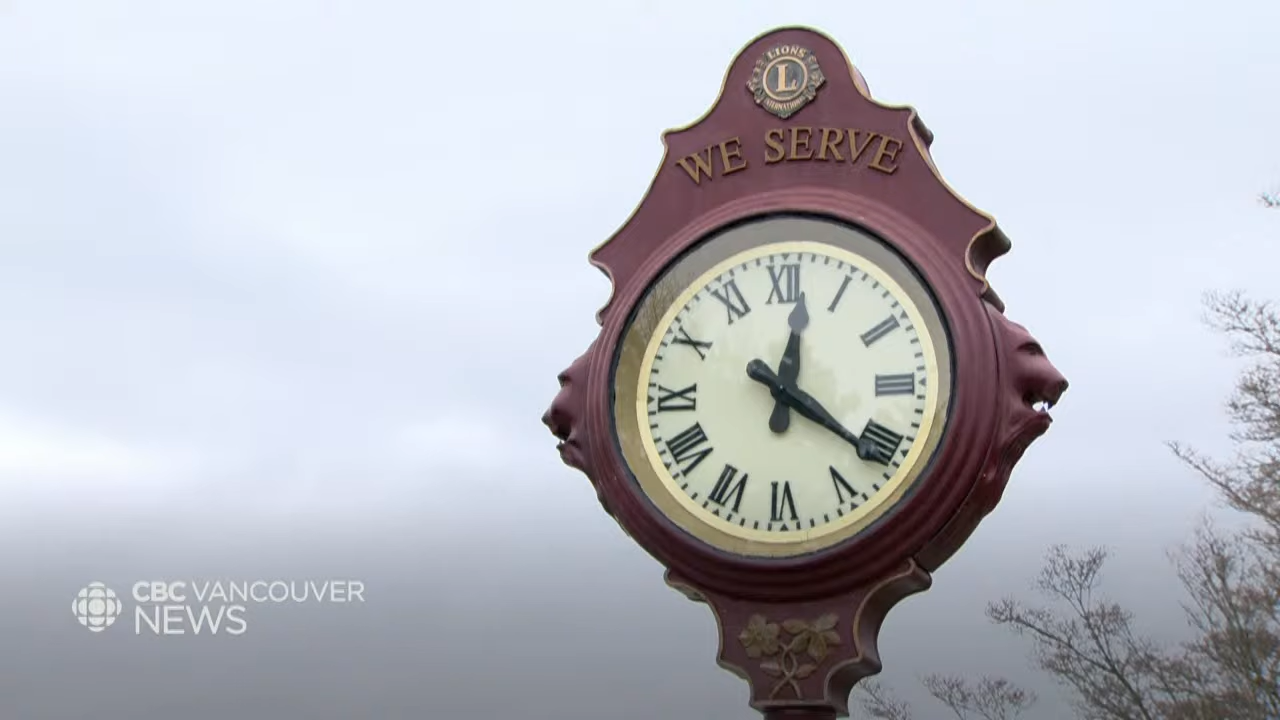 LIONS
L
INTERNATIONAL
WE SERVE
XII
I
II
III
IIII
V
VI
VII
VIII
IX
X
XI
CBC VANCOUVER
NEWS